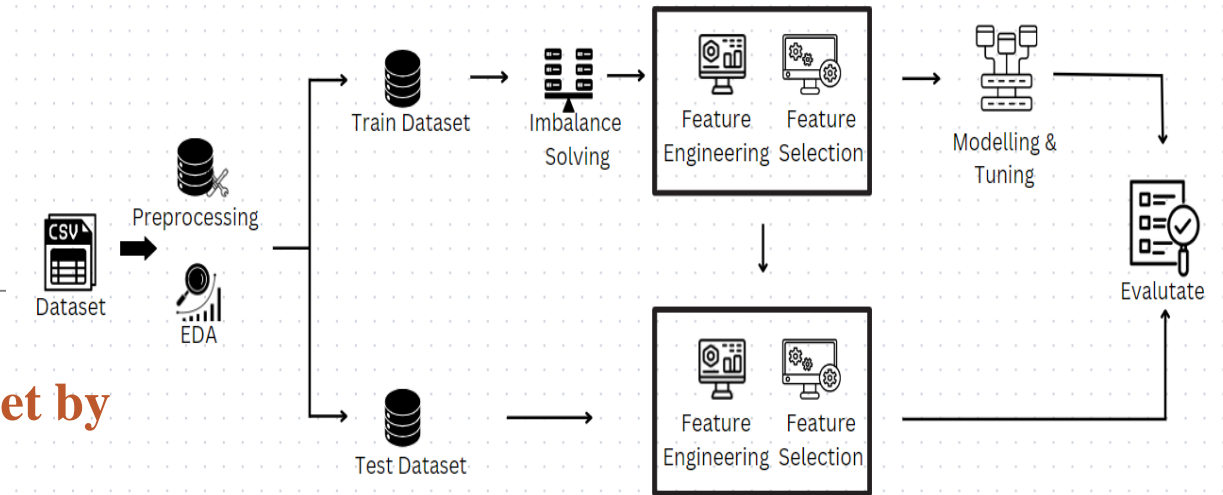 CSV
Dataset
Preprocessing
EDA
Train Dataset
Imbalance
Solving
Feature
Engineering
Feature
Selection
Modelling &
Tuning
Evalutate
Test Dataset
Feature
Engineering
Feature
Selection
et by